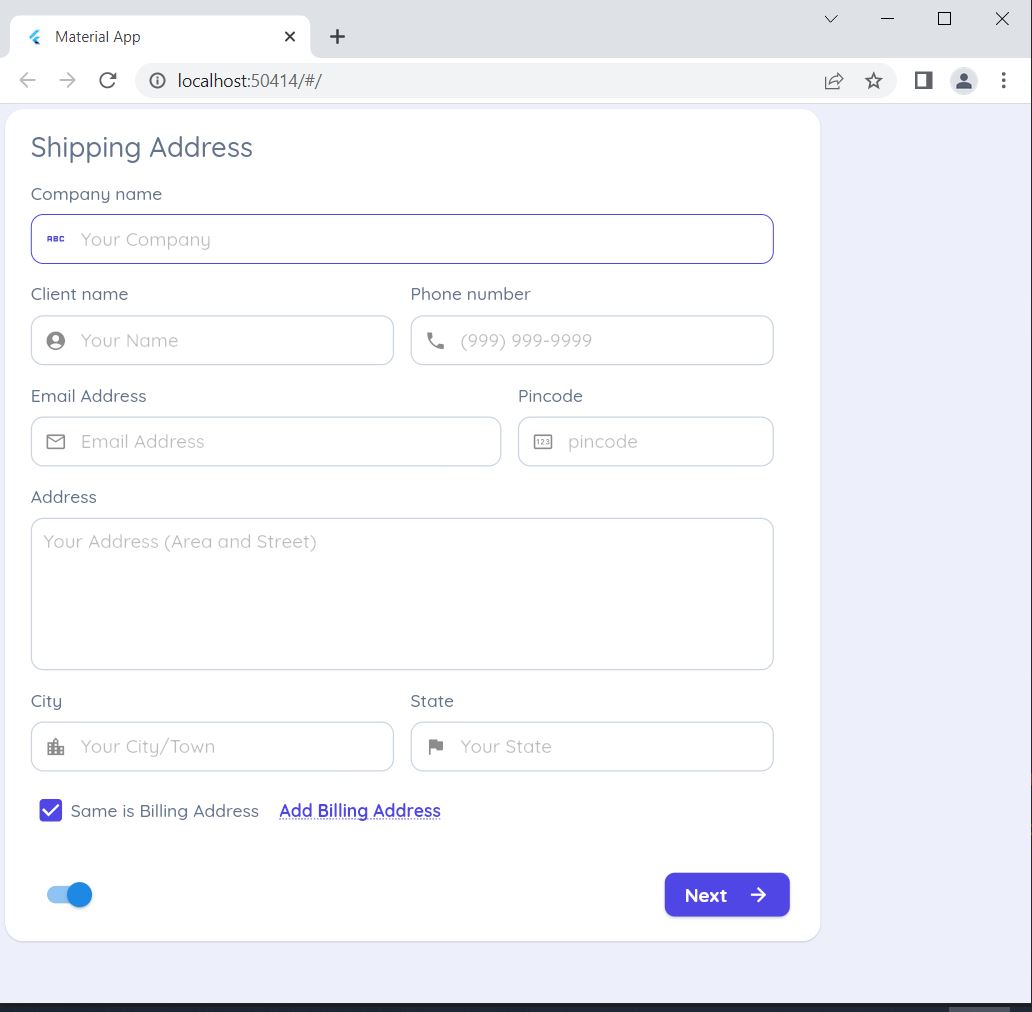 Material App
localhost:50414/#/
Shipping Address
Company name
ABC Your Company
Client name Phone number
Your Name (999) 999-9999
Email Address Pincode
Email Address 123 pincode
Address
Your Address (Area and Street)
City State
Your City/Town Your State
Same is Billing Address Add Billing Address
Next